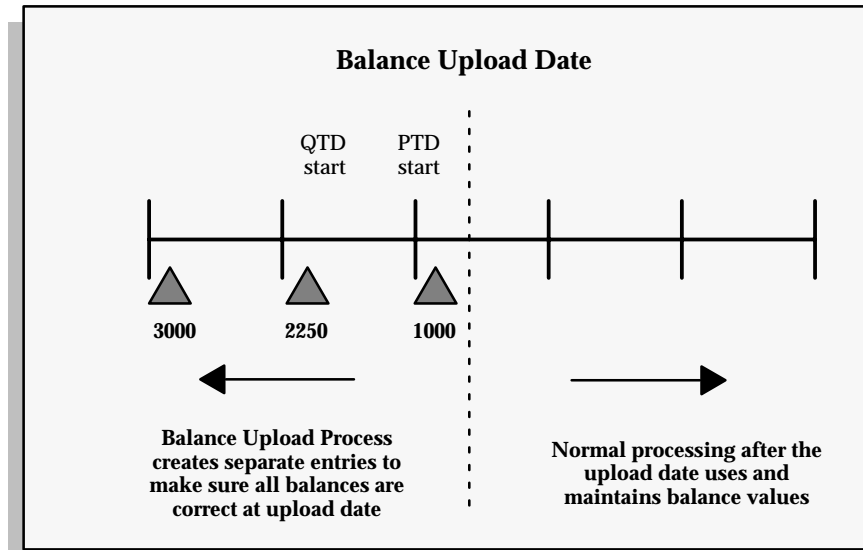 Balance Upload Date
QTD
start
PTD
start
3000
2250
1000
Balance Upload Process
creates separate entries to
make sure all balances are
correct at upload date
Normal processing after the
upload date uses and
maintains balance values